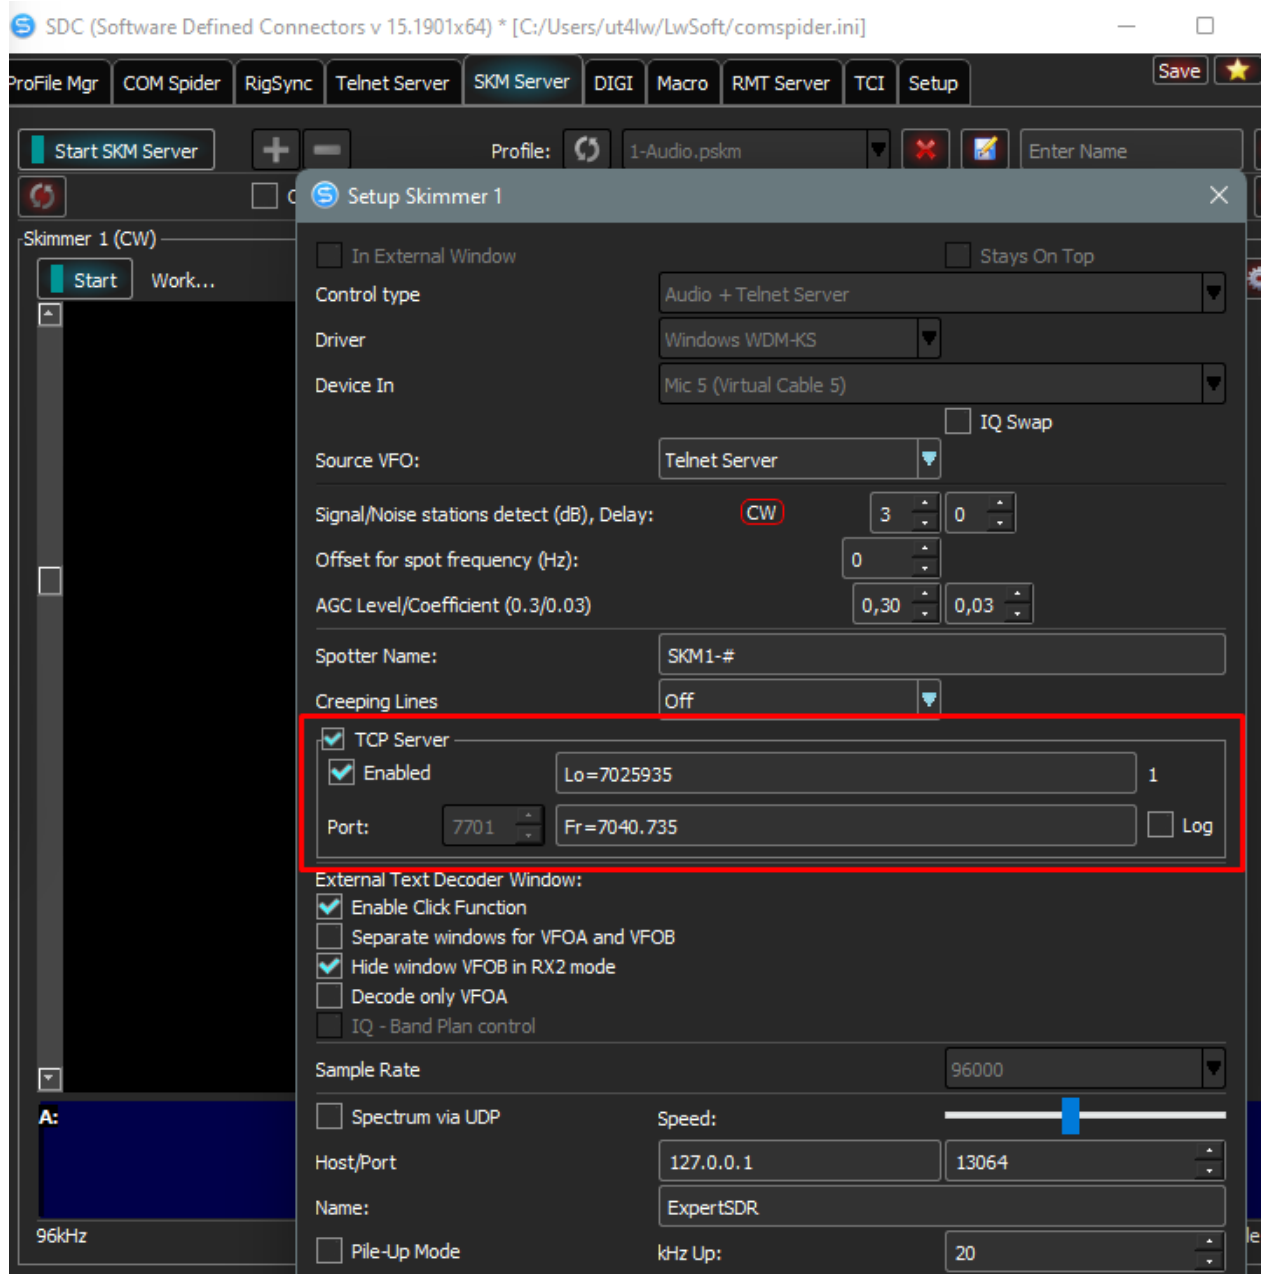 SDC (Software Defined Connectors v 15.1901x64) * [C:/Users/ut4lw/LwSoft/comspider.ini]
ProFile Mgr COM Spider RigSync Telnet Server SKM Server DIGI Macro RMT Server TCI Setup Save
Start SKM Server Profile: 1-Audio.pskm Enter Name
Setup Skimmer 1
Skimmer 1 (CW)
In External Window Stays On Top
Start Work...
Control type Audio + Telnet Server
Driver Windows WDM-KS
Device In Mic 5 (Virtual Cable 5)
IQ Swap
Source VFO: Telnet Server
Signal/Noise stations detect (dB), Delay: CW 3 0
Offset for spot frequency (Hz): 0
AGC Level/Coefficient (0.3/0.03) 0,30 0,03
Spotter Name: SKM1-#
Creeping Lines Off
TCP Server
Enabled Lo=7025935 1
Port: 7701 Fr=7040.735 Log
External Text Decoder Window:
Enable Click Function
Separate windows for VFOA and VFOB
Hide window VFOB in RX2 mode
Decode only VFOA
IQ - Band Plan control
Sample Rate 96000
A: Spectrum via UDP Speed:
Host/Port 127.0.0.1 13064
Name: ExpertSDR
96kHz
Pile-Up Mode kHz Up: 20